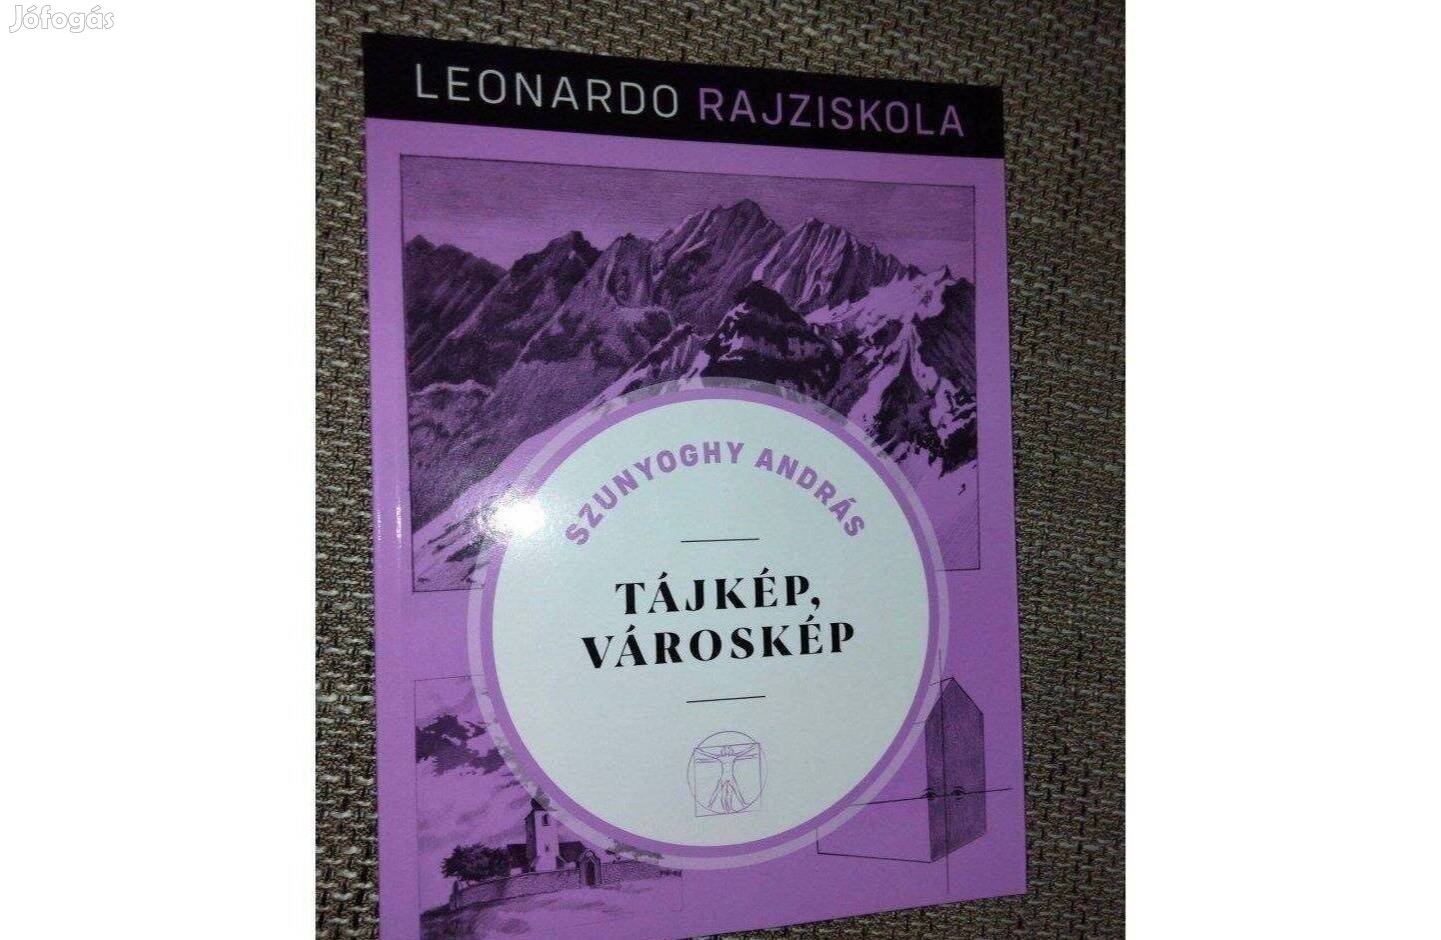 Jófogás
LEONARDO RAJZISKOLA
SZUNYOGHY ANDRÁS
TÁJKÉP,
VÁROSKÉP